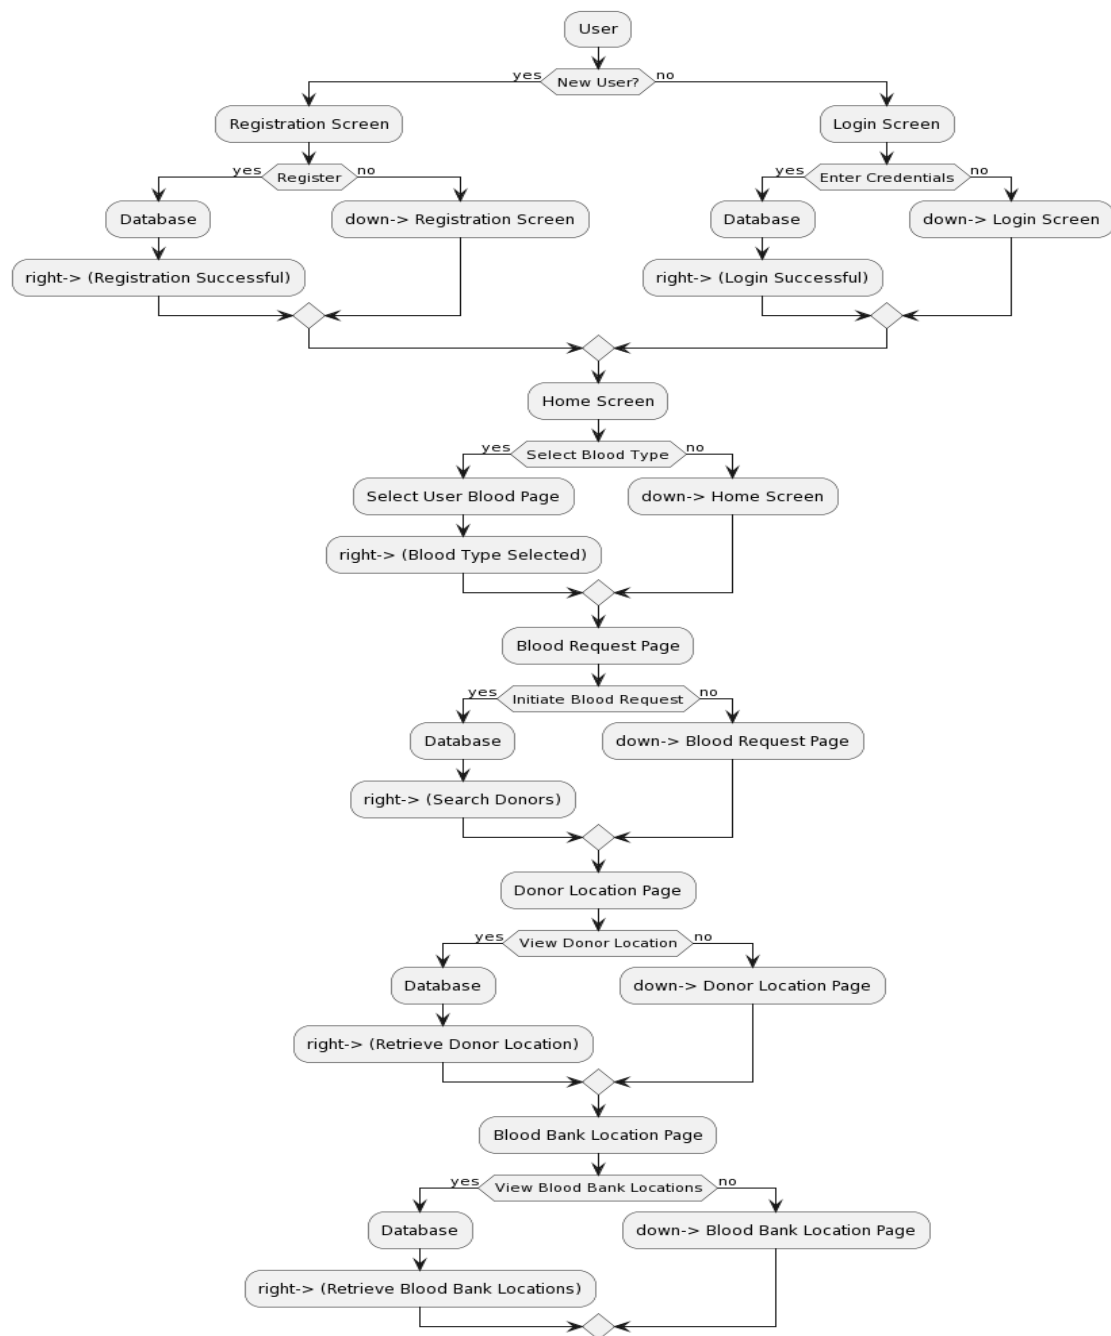 User
yes
New User?
no
Registration Screen
Login Screen
yes
Register
no
yes
Enter Credentials
no
Database
down-> Registration Screen
Database
down-> Login Screen
right-> (Registration Successful)
right-> (Login Successful)
Home Screen
yes
Select Blood Type
no
Select User Blood Page
down-> Home Screen
right-> (Blood Type Selected)
Blood Request Page
yes
Initiate Blood Request
no
Database
down-> Blood Request Page
right-> (Search Donors)
Donor Location Page
yes
View Donor Location
no
Database
down-> Donor Location Page
right-> (Retrieve Donor Location)
Blood Bank Location Page
yes
View Blood Bank Locations
no
Database
down-> Blood Bank Location Page
right-> (Retrieve Blood Bank Locations)